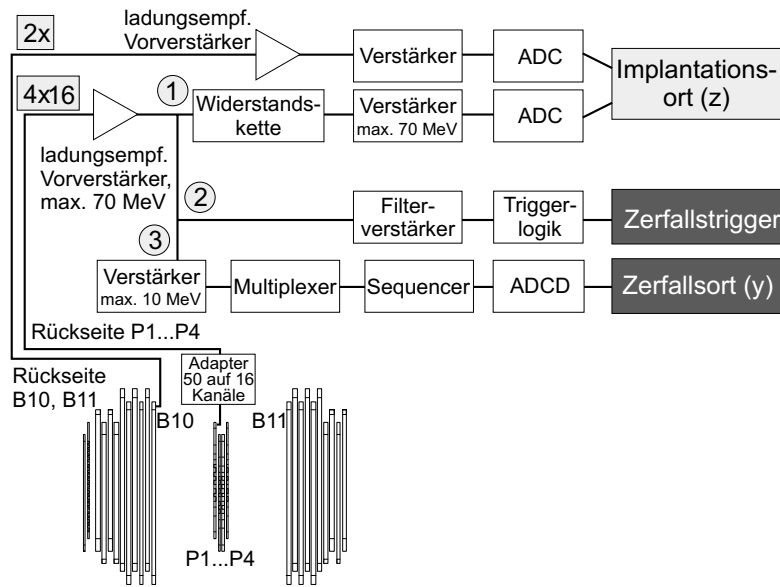 ladungsempf.
Vorverstärker
2x
Verstärker
ADC
Implantations-
ort (z)
4x16
1
Widerstands-
kette
Verstärker
max. 70 MeV
ADC
ladungsempf.
Vorverstärker,
max. 70 MeV
2
Filter-
verstärker
Trigger-
logik
Zerfallstrigger
3
Verstärker
max. 10 MeV
Multiplexer
Sequencer
ADCD
Zerfallsort (y)
Rückseite P1...P4
Adapter
50 auf 16
Kanäle
Rückseite
B10, B11
B10
B11
P1...P4